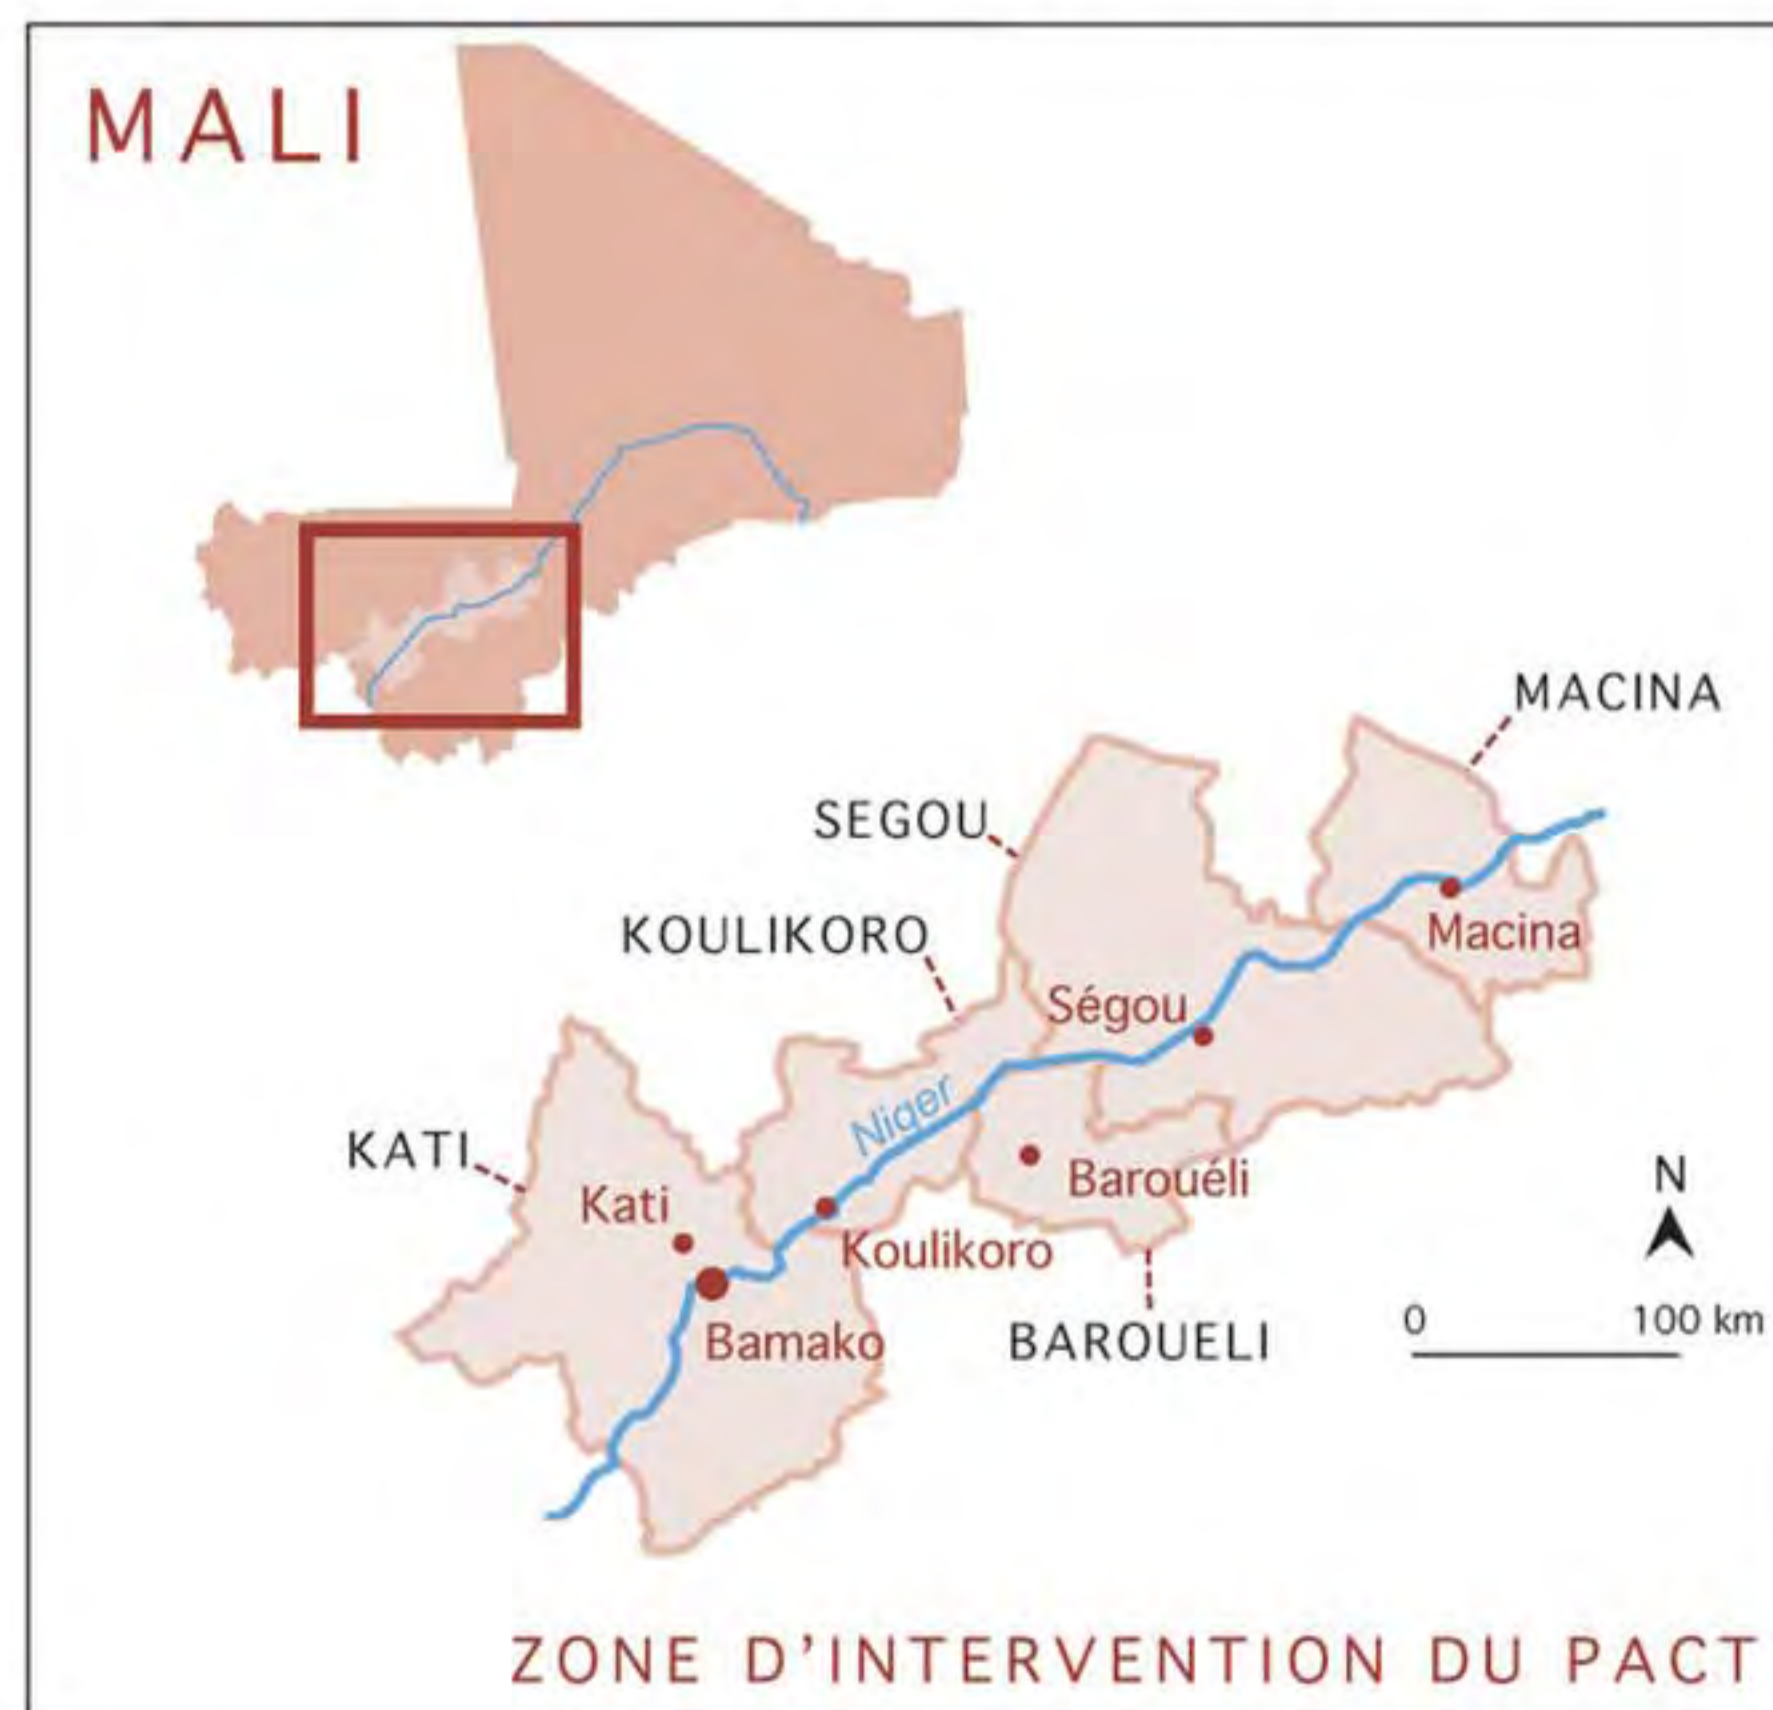 MALI
MACINA
SEGOU
KOULIKORO
Macina
Ségou
Niger
KATI
Kati
Barouéli
N
Koulikoro
Bamako
BAROUELI
0 100 km
ZONE D'INTERVENTION DU PACT